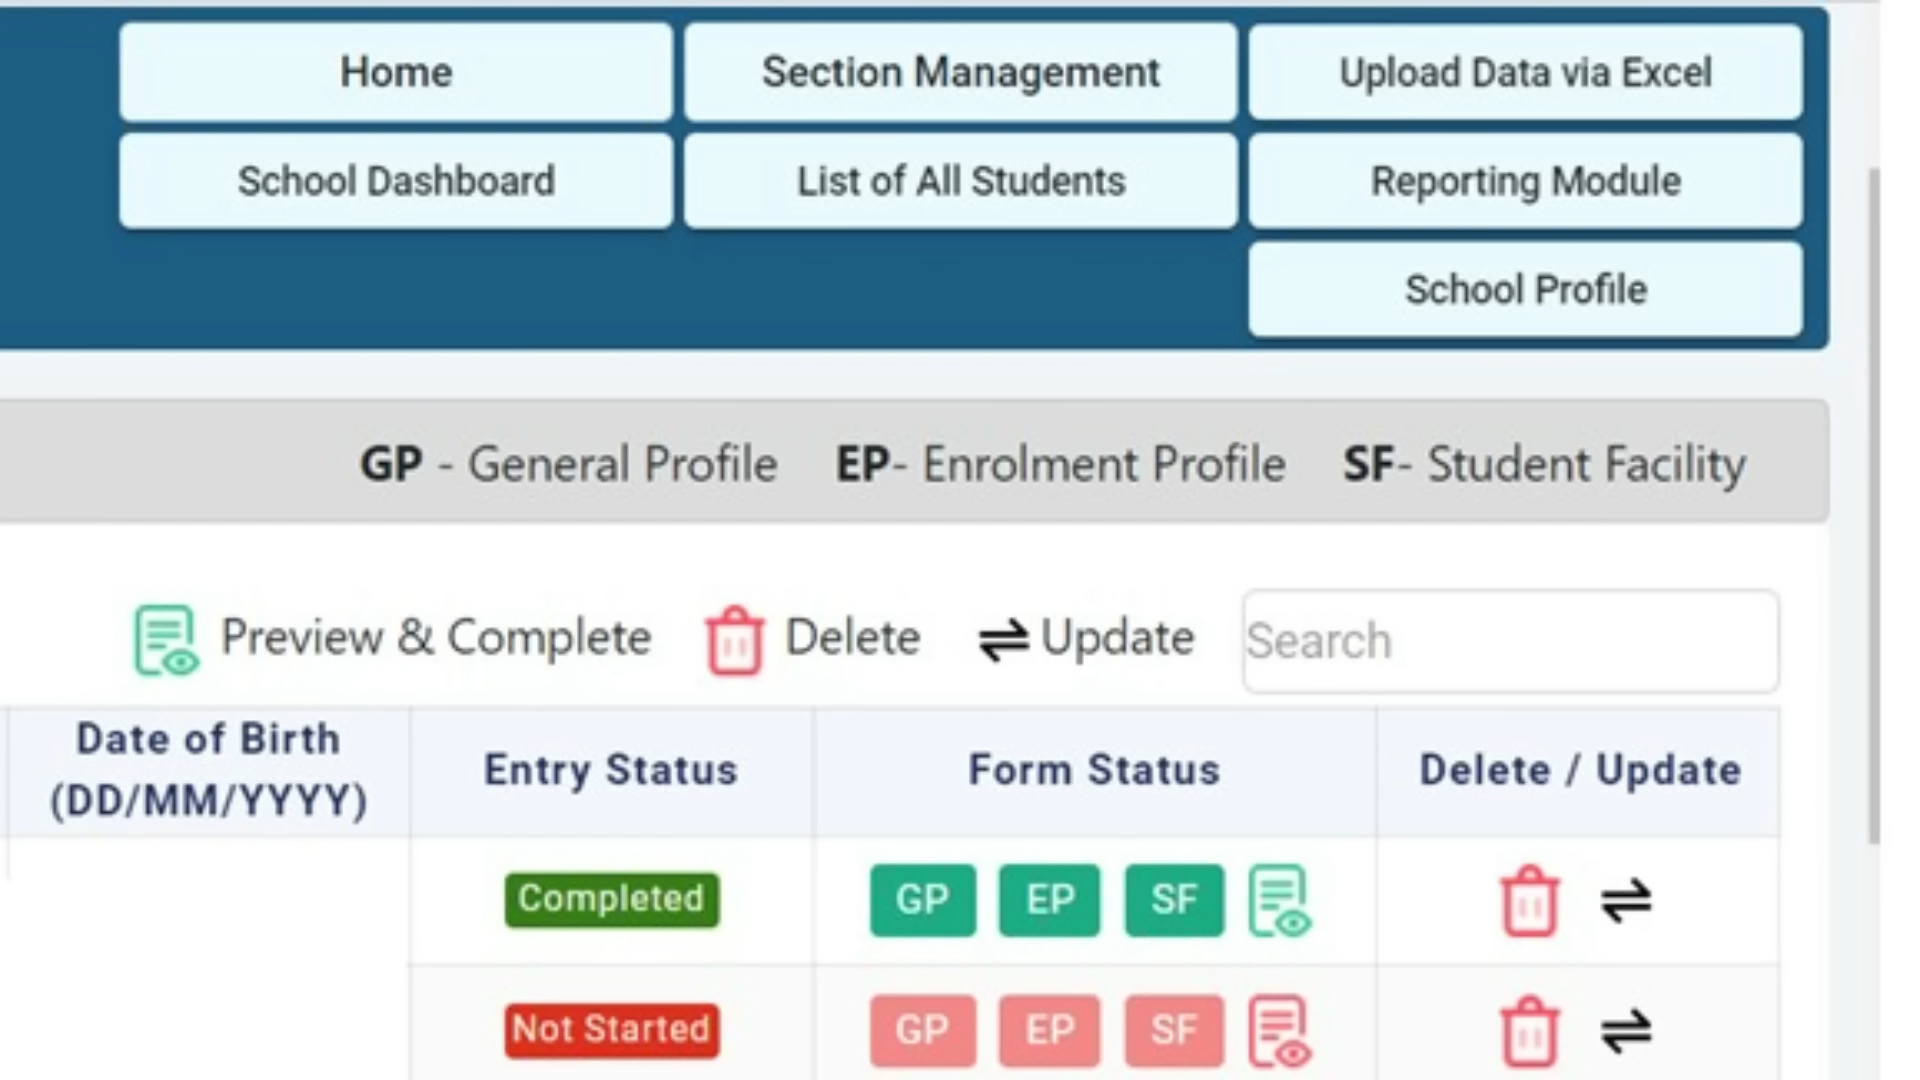 Home Section Management Upload Data via Excel
School Dashboard List of All Students Reporting Module
School Profile
GP - General Profile EP- Enrolment Profile SF- Student Facility
Preview & Complete Delete Update Search
Date of Birth
(DD/MM/YYYY) Entry Status Form Status Delete / Update
Completed GP EP SF
Not Started GP EP SF